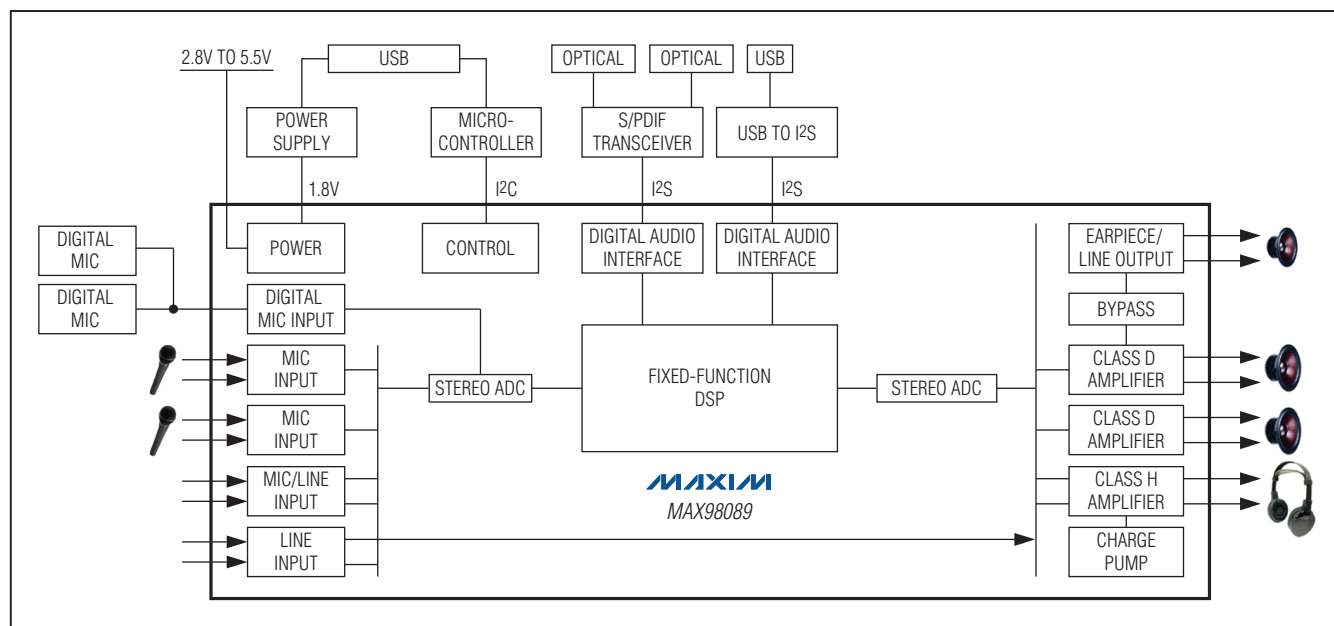 2.8V TO 5.5V
USB
OPTICAL
OPTICAL
USB
POWER
SUPPLY
MICRO-
CONTROLLER
S/PDIF
TRANSCEIVER
USB TO I2S
1.8V
I2C
I2S
I2S
DIGITAL
MIC
DIGITAL
MIC
POWER
CONTROL
DIGITAL AUDIO
INTERFACE
DIGITAL AUDIO
INTERFACE
EARPIECE/
LINE OUTPUT
DIGITAL
MIC INPUT
BYPASS
MIC
INPUT
STEREO ADC
FIXED-FUNCTION
DSP
STEREO ADC
CLASS D
AMPLIFIER
MIC
INPUT
CLASS D
AMPLIFIER
MIC/LINE
INPUT
MAXIM
MAX98089
CLASS H
AMPLIFIER
LINE
INPUT
CHARGE
PUMP